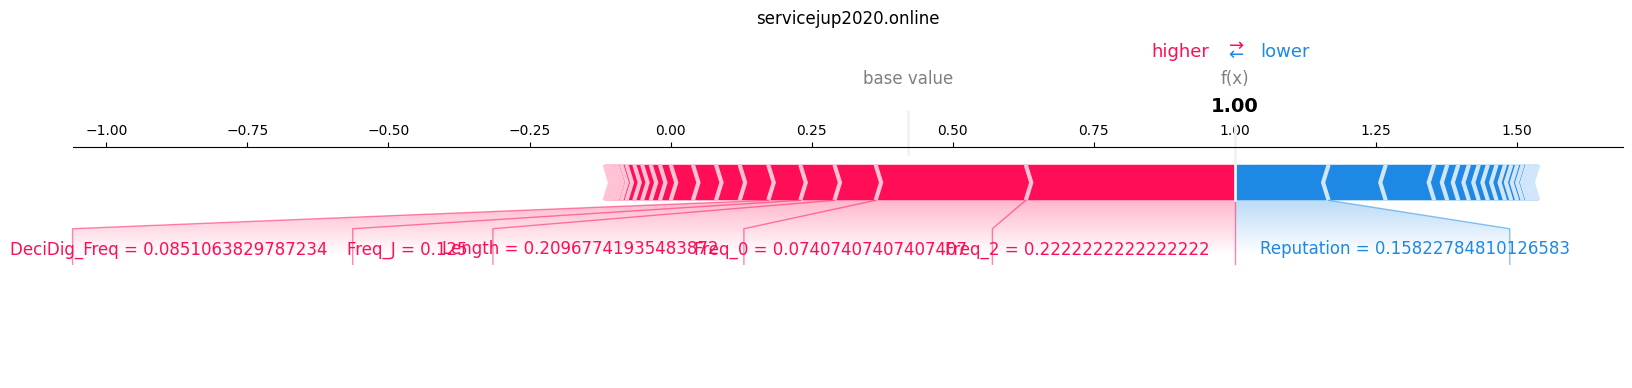 servicejup2020.online
higher → ← lower
base value f(x)
1.00
−1.00 −0.75 −0.50 −0.25 0.00 0.25 0.50 0.75 1.00 1.25 1.50
DeciDig_Freq = 0.0851063829787234 Freq_J = 0.125 Length = 0.20967741935483872 Freq_0 = 0.07407407407407407 Freq_2 = 0.2222222222222222 Reputation = 0.15822784810126583